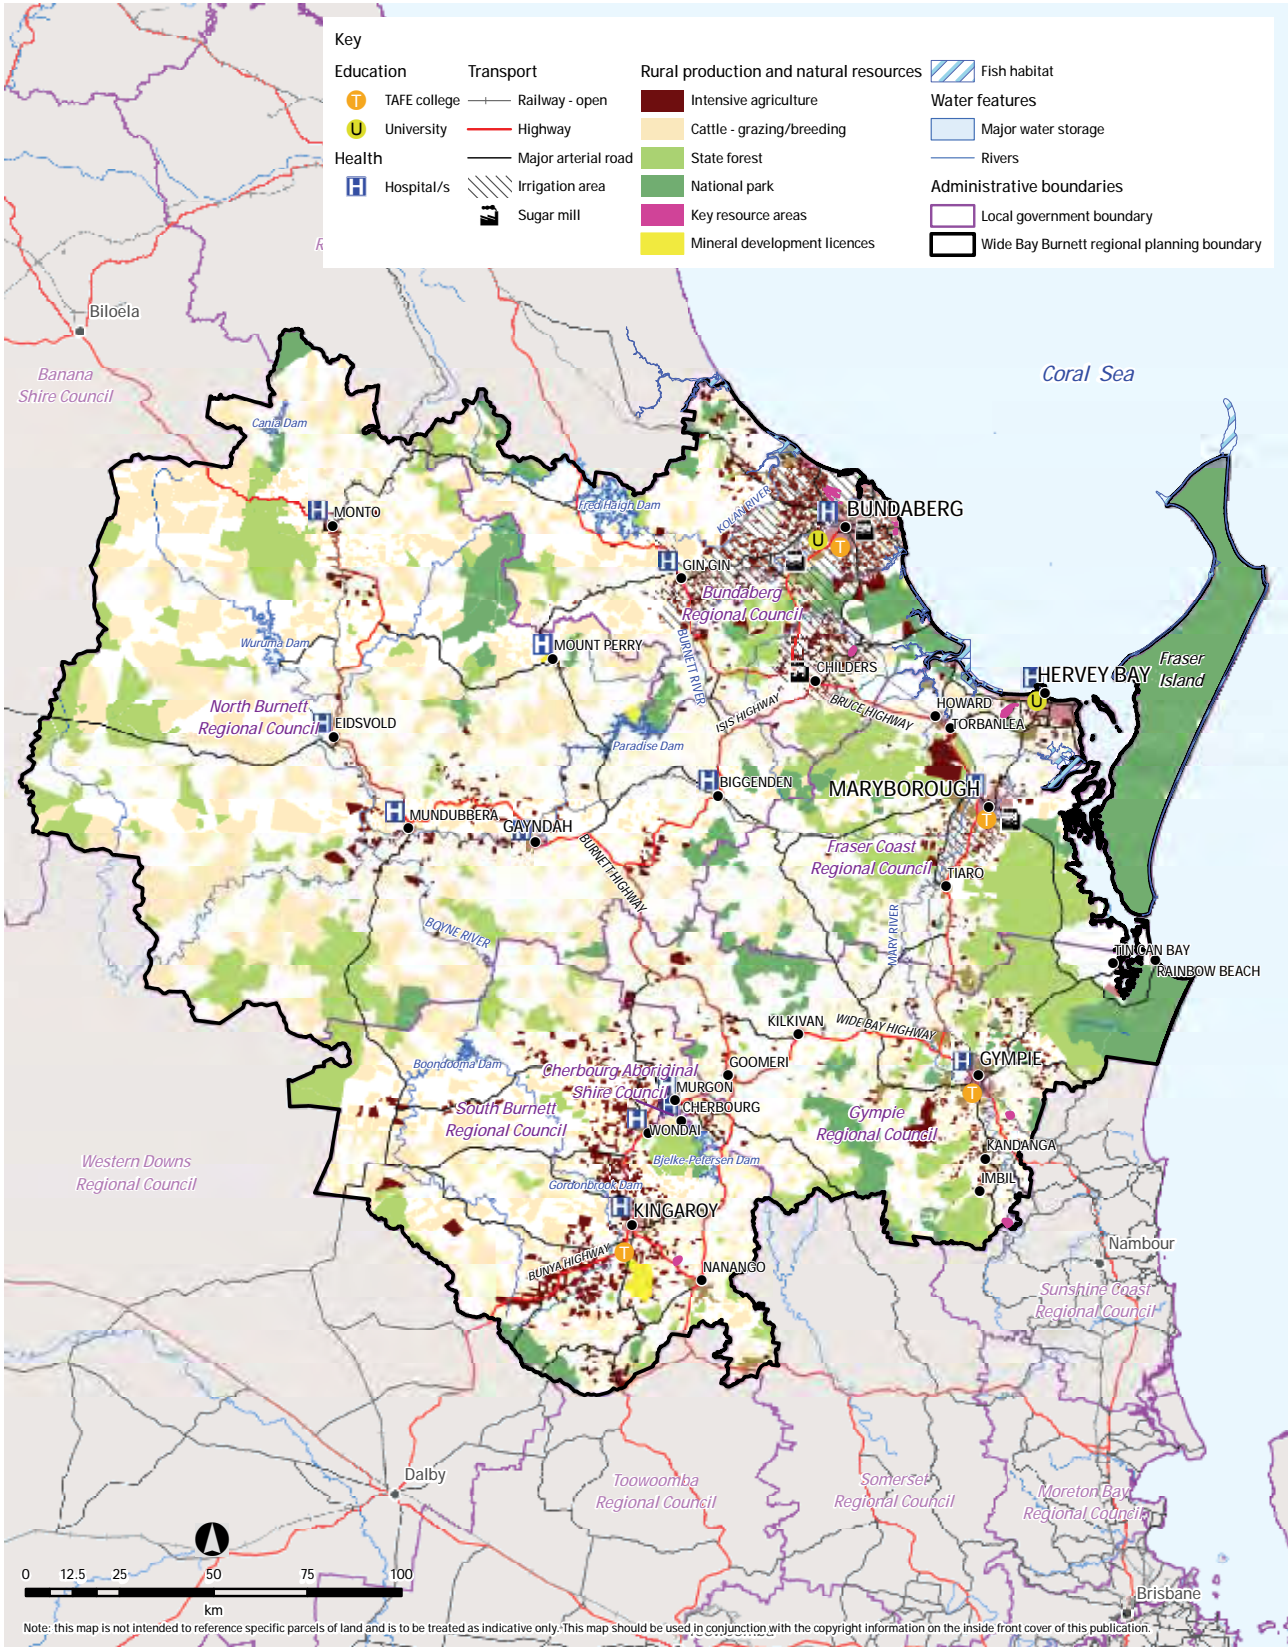 Key
Education
TAFE college
University
Health
Hospital/s
Transport
Railway - open
Highway
Major arterial road
Irrigation area
Sugar mill
Rural production and natural resources
Intensive agriculture
Cattle - grazing/breeding
State forest
National park
Key resource areas
Mineral development licences
Fish habitat
Water features
Major water storage
Rivers
Administrative boundaries
Local government boundary
Wide Bay Burnett regional planning boundary
Biloela
Banana
Shire Council
Coral Sea
Cania Dam
MONTO
Fred Haigh Dam
KOLAN RIVER
BUNDABERG
GIN GIN
Bundaberg
Regional Council
Wuruma Dam
MOUNT PERRY
BURNETT RIVER
CHILDERS
HERVEY BAY
Fraser
Island
North Burnett
Regional Council
EIDSVOLD
ISIS HIGHWAY
BRUCE HIGHWAY
HOWARD
TORBANLEA
Paradise Dam
BIGGENDEN
MARYBOROUGH
MUNDUBBERA
GAYNDAH
BURNETT HIGHWAY
Fraser Coast
Regional Council
TIARO
BOYNE RIVER
MARY RIVER
TIN CAN BAY
RAINBOW BEACH
KILKIVAN
WIDE BAY HIGHWAY
Boondooma Dam
Cherbourg Aboriginal
Shire Council
GOOMERI
GYMPIE
MURGON
CHERBOURG
South Burnett
Regional Council
WONDAI
Gympie
Regional Council
KANDANGA
Bjelke-Petersen Dam
IMBIL
Western Downs
Regional Council
Gordonbrook Dam
KINGAROY
BUNYA HIGHWAY
NANANGO
Nambour
Sunshine Coast
Regional Council
Dalby
Toowoomba
Regional Council
Somerset
Regional Council
Moreton Bay
Regional Council
Brisbane
0 12.5 25 50 75 100
km
Note: this map is not intended to reference specific parcels of land and is to be treated as indicative only. This map should be used in conjunction with the copyright information on the inside front cover of this publication.